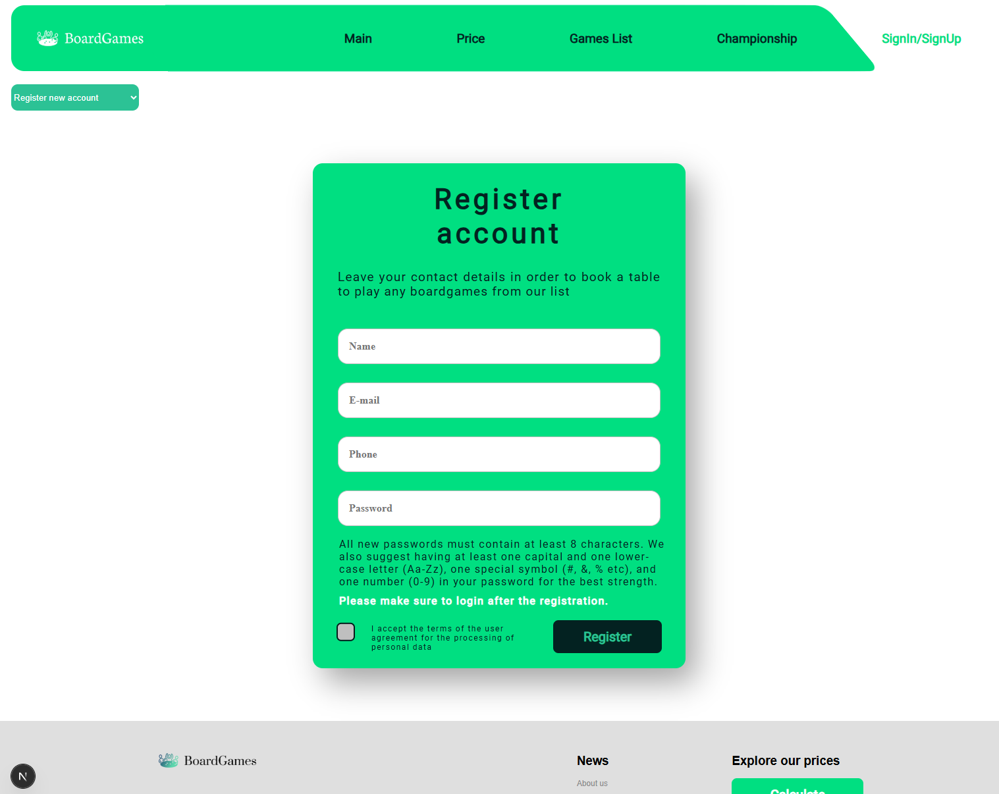 BoardGames
Main
Price
Games List
Championship
SignIn/SignUp
Register new account
Register
account
Leave your contact details in order to book a table
to play any boardgames from our list
Name
E-mail
Phone
Password
All new passwords must contain at least 8 characters. We
also suggest having at least one capital and one lower-
case letter (Aa-Zz), one special symbol (#, &, % etc), and
one number (0-9) in your password for the best strength.
Please make sure to login after the registration.
I accept the terms of the user
agreement for the processing of
personal data
Register
BoardGames
News
Explore our prices
N
About us
Calculate